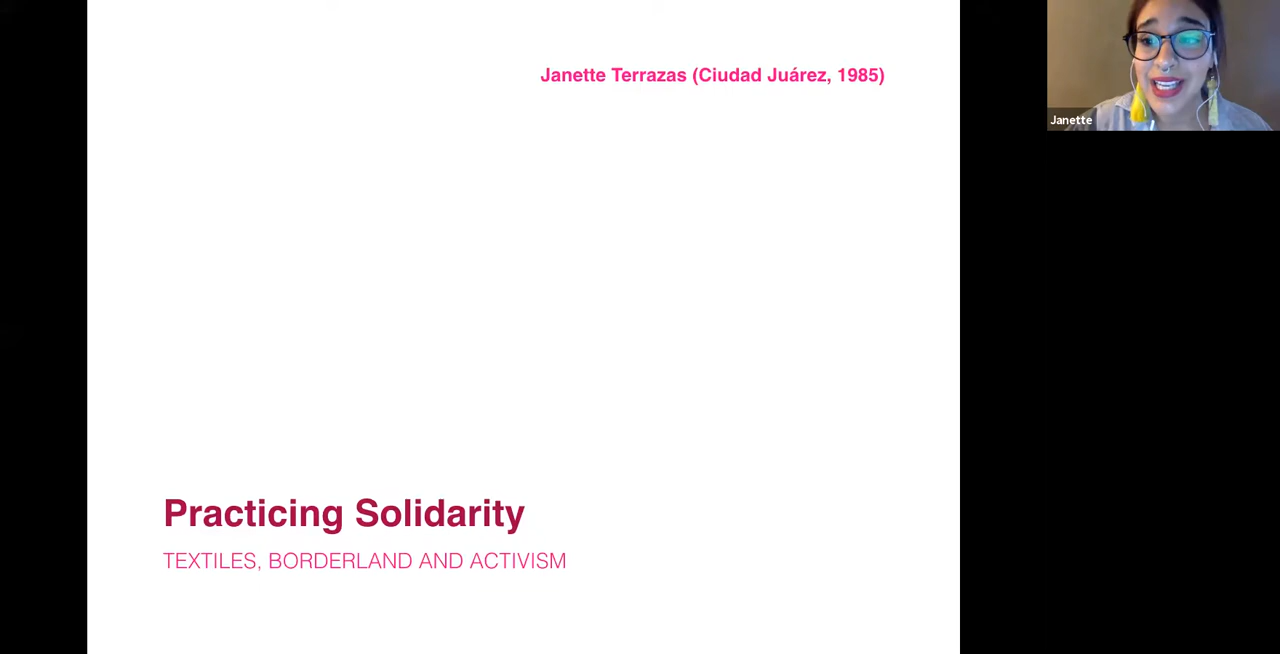 Janette Terrazas (Ciudad Juárez, 1985)
Janette
Practicing Solidarity
TEXTILES, BORDERLAND AND ACTIVISM